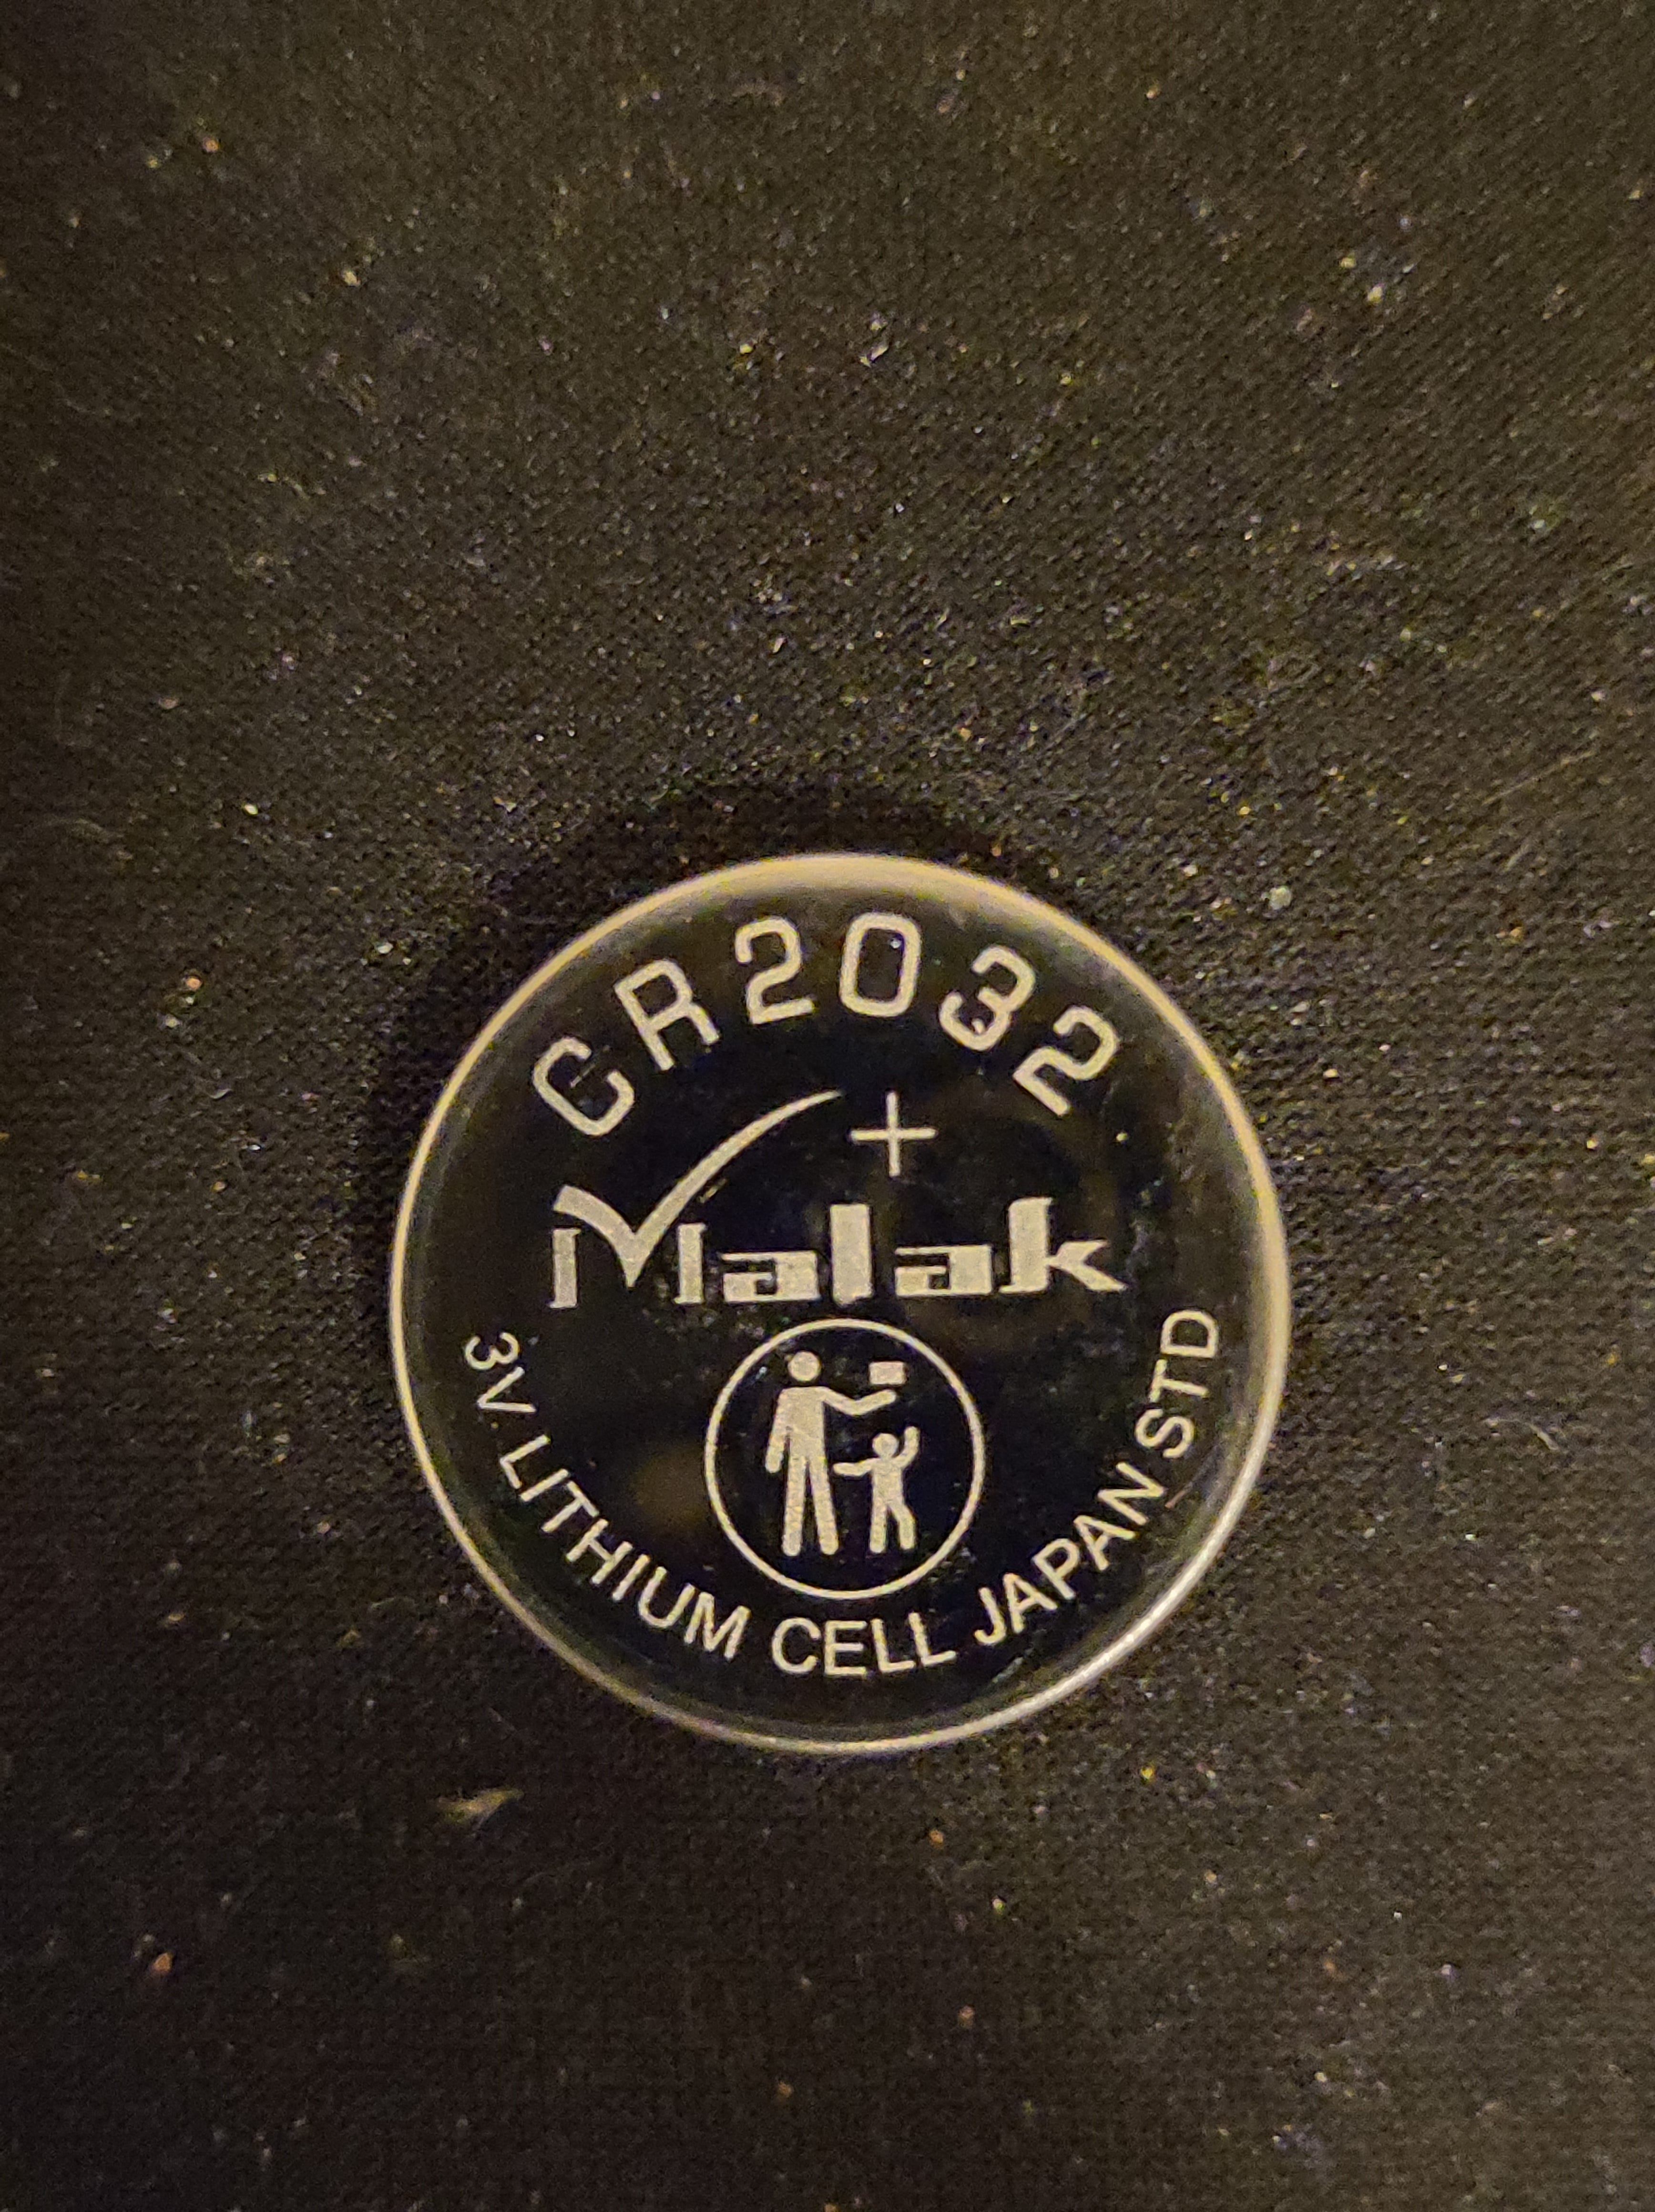 CR2032
+
Malak
3V. LITHIUM CELL JAPAN STD